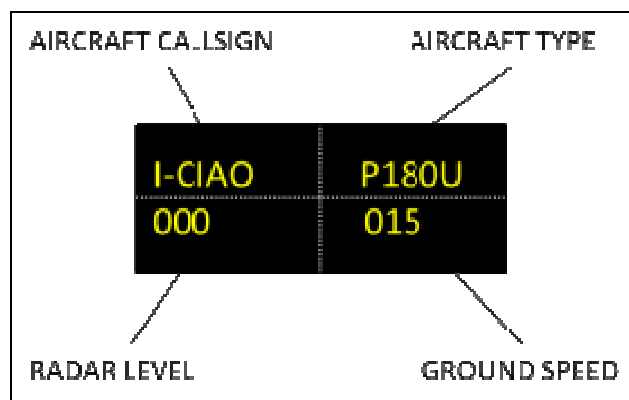 AIRCRAFT CALLSIGN AIRCRAFT TYPE
I-CIAO P180U
000 015
RADAR LEVEL GROUND SPEED